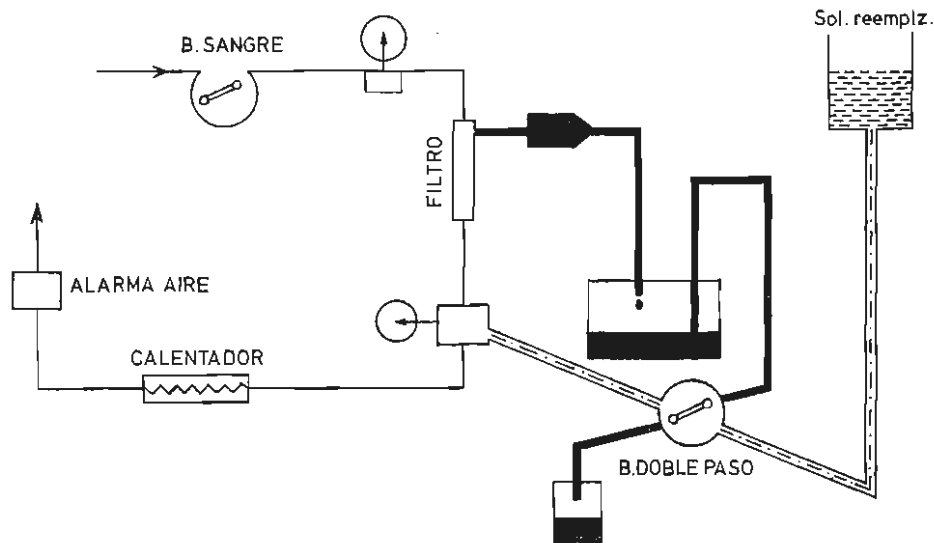 Sol. reemplz.
B. SANGRE
FILTRO
ALARMA AIRE
CALENTADOR
B.DOBLE PASO